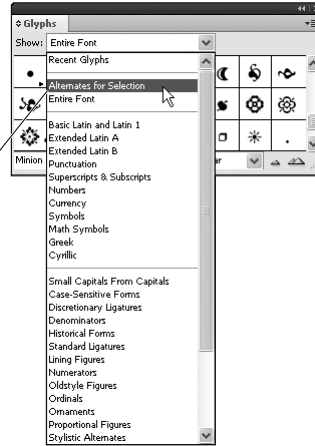 Glyphs
Show: Entire Font
Recent Glyphs
Alternates for Selection
Entire Font
Basic Latin and Latin 1
Extended Latin A
Extended Latin B
Punctuation
Superscripts & Subscripts
Numbers
Currency
Symbols
Math Symbols
Greek
Cyrillic
Minion
Small Capitals From Capitals
Case-Sensitive Forms
Discretionary Ligatures
Denominators
Historical Forms
Standard Ligatures
Lining Figures
Numerators
Oldstyle Figures
Ordinals
Ornaments
Proportional Figures
Stylistic Alternates